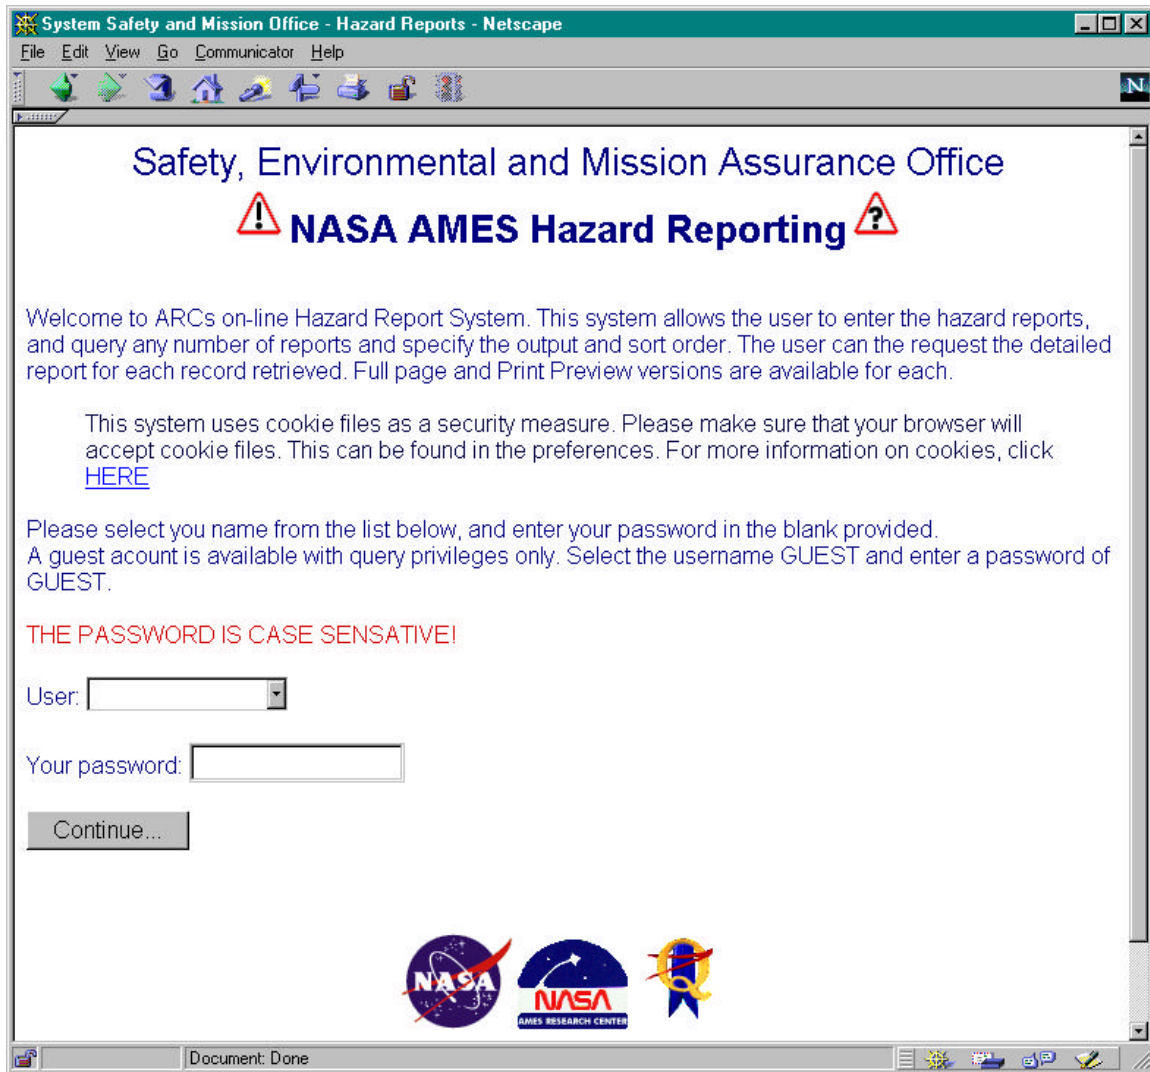 System Safety and Mission Office - Hazard Reports - Netscape
File Edit View Go Communicator Help
N
Safety, Environmental and Mission Assurance Office
! NASA AMES Hazard Reporting ?
Welcome to ARCs on-line Hazard Report System. This system allows the user to enter the hazard reports,
and query any number of reports and specify the output and sort order. The user can the request the detailed
report for each record retrieved. Full page and Print Preview versions are available for each.
This system uses cookie files as a security measure. Please make sure that your browser will
accept cookie files. This can be found in the preferences. For more information on cookies, click
HERE
Please select you name from the list below, and enter your password in the blank provided.
A guest acount is available with query privileges only. Select the username GUEST and enter a password of
GUEST.
THE PASSWORD IS CASE SENSATIVE!
User:
Your password:
Continue...
NASA
NASA
AMES RESEARCH CENTER
Q
Document: Done